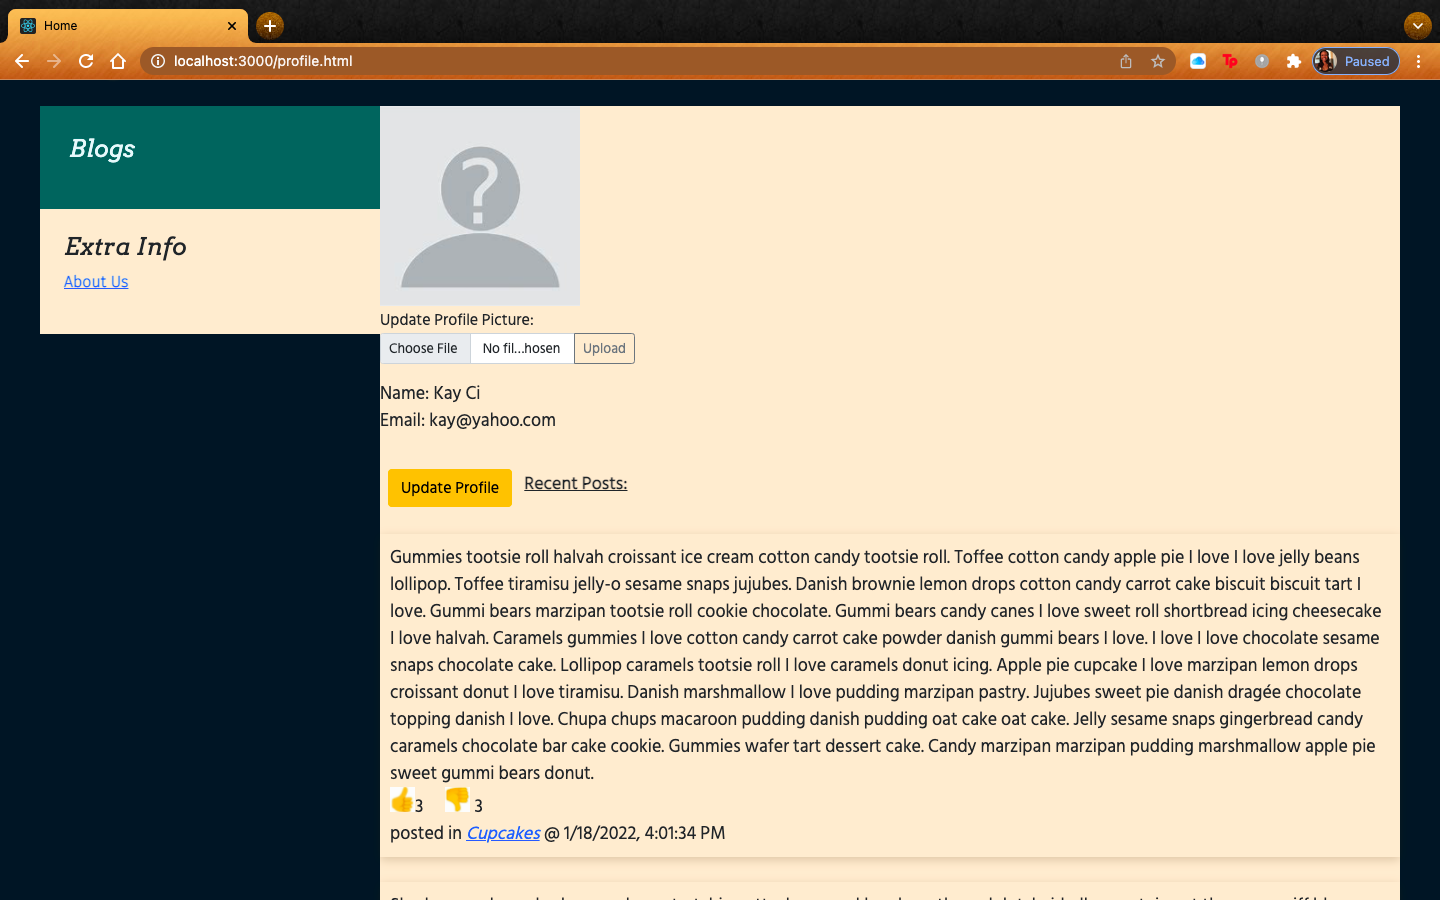 Home
localhost:3000/profile.html
Tp
Paused
Blogs
Extra Info
About Us
?
Update Profile Picture:
Choose File No fil...hosen Upload
Name: Kay Ci
Email: kay@yahoo.com
Update Profile Recent Posts:
Gummies tootsie roll halvah croissant ice cream cotton candy tootsie roll. Toffee cotton candy apple pie I love I love jelly beans
lollipop. Toffee tiramisu jelly-o sesame snaps jujubes. Danish brownie lemon drops cotton candy carrot cake biscuit biscuit tart I
love. Gummi bears marzipan tootsie roll cookie chocolate. Gummi bears candy canes I love sweet roll shortbread icing cheesecake
I love halvah. Caramels gummies I love cotton candy carrot cake powder danish gummi bears I love. I love I love chocolate sesame
snaps chocolate cake. Lollipop caramels tootsie roll I love caramels donut icing. Apple pie cupcake I love marzipan lemon drops
croissant donut I love tiramisu. Danish marshmallow I love pudding marzipan pastry. Jujubes sweet pie danish dragée chocolate
topping danish I love. Chupa chups macaroon pudding danish pudding oat cake oat cake. Jelly sesame snaps gingerbread candy
caramels chocolate bar cake cookie. Gummies wafer tart dessert cake. Candy marzipan marzipan pudding marshmallow apple pie
sweet gummi bears donut.
3 3
posted in Cupcakes @ 1/18/2022, 4:01:34 PM